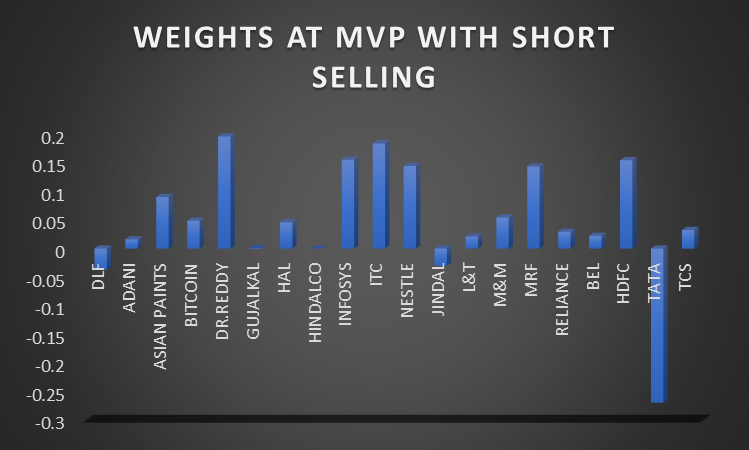 WEIGHTS AT MVP WITH SHORT
SELLING
0.2
0.15
0.1
0.05
0
-0.05
-0.1
-0.15
-0.2
-0.25
-0.3
DLF
ADANI
ASIAN PAINTS
BITCOIN
DR.REDDY
GUJALKAL
HAL
HINDALCO
INFOSYS
ITC
NESTLE
JINDAL
L&T
M&M
MRF
RELIANCE
BEL
HDFC
TATA
TCS